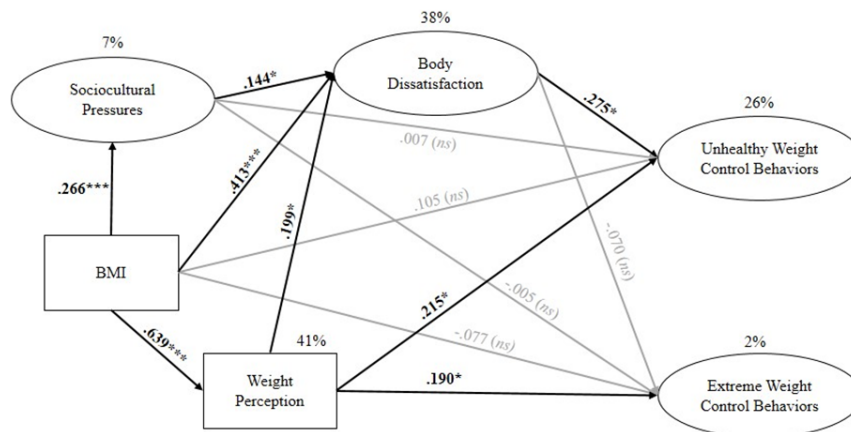 38%
7%
Sociocultural
Pressures
.144*
Body
Dissatisfaction
.275*
26%
Unhealthy Weight
Control Behaviors
.007 (ns)
.413***
.266***
.199*
.105 (ns)
-.070 (ns)
BMI
.215*
-.005 (ns)
-.077 (ns)
.639***
41%
2%
Weight
Perception
.190*
Extreme Weight
Control Behaviors